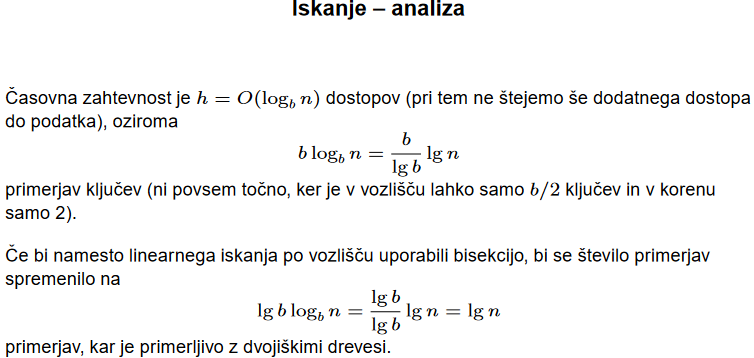 Iskanje – analiza
Časovna zahtevnost je h = O(log_b n) dostopov (pri tem ne štejemo še dodatnega dostopa
do podatka), oziroma
b log_b n = \frac{b}{lg b} lg n
primerjav ključev (ni povsem točno, ker je v vozlišču lahko samo b/2 ključev in v korenu
samo 2).
Če bi namesto linearnega iskanja po vozlišču uporabili bisekcijo, bi se število primerjav
spremenilo na
lg b log_b n = \frac{lg b}{lg b} lg n = lg n
primerjav, kar je primerljivo z dvojiškimi drevesi.